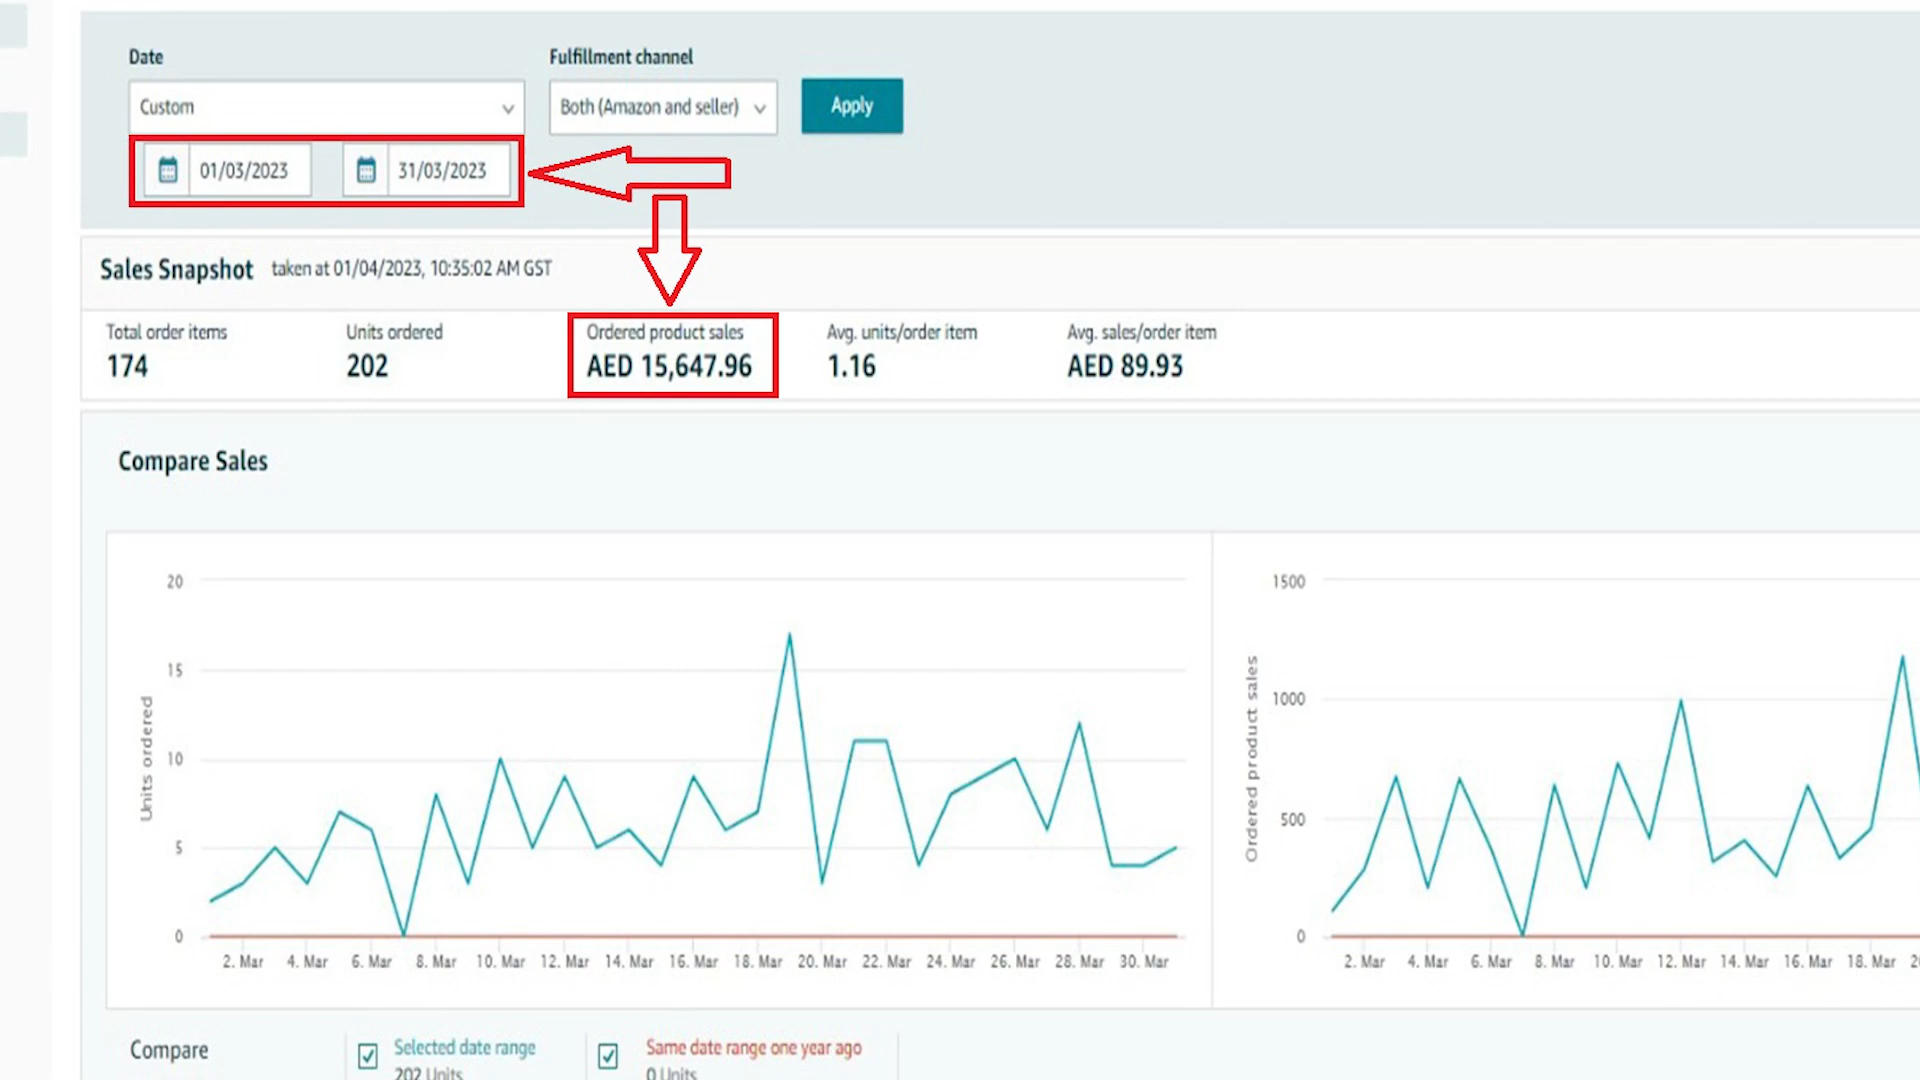 Date
Fulfillment channel
Custom
Both (Amazon and seller)
Apply
01/03/2023
31/03/2023
Sales Snapshot taken at 01/04/2023, 10:35:02 AM GST
Total order items
Units ordered
Ordered product sales
Avg. units/order item
Avg. sales/order item
174
202
AED 15,647.96
1.16
AED 89.93
Compare Sales
20
15
10
5
0
Units ordered
2. Mar 4. Mar 6. Mar 8. Mar 10. Mar 12. Mar 14. Mar 16. Mar 18. Mar 20. Mar 22. Mar 24. Mar 26. Mar 28. Mar 30. Mar
1500
1000
500
0
Ordered product sales
2. Mar 4. Mar 6. Mar 8. Mar 10. Mar 12. Mar 14. Mar 16. Mar 18. Mar
Compare
Selected date range
202 Units
Same date range one year ago
0 Units